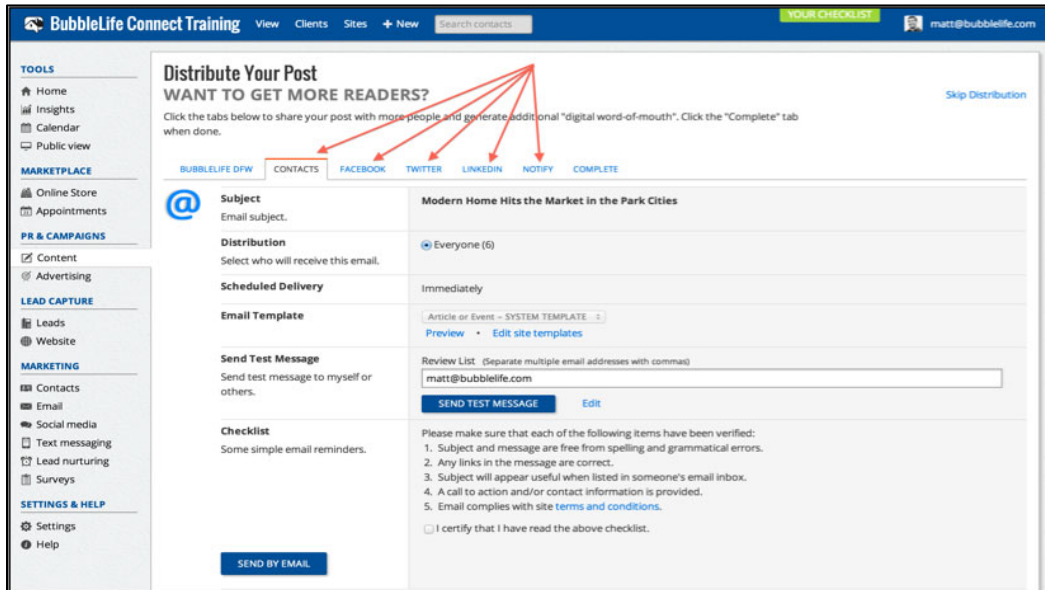 BubbleLife Connect Training View Clients Sites + New Search contacts YOUR CHECKLIST matt@bubblelife.com
TOOLS
Home
Insights
Calendar
Public view
MARKETPLACE
Online Store
Appointments
PR & CAMPAIGNS
Content
Advertising
LEAD CAPTURE
Leads
Website
MARKETING
Contacts
Email
Social media
Text messaging
Lead nurturing
Surveys
SETTINGS & HELP
Settings
Help
Distribute Your Post
WANT TO GET MORE READERS?
Skip Distribution
Click the tabs below to share your post with more people and generate additional "digital word-of-mouth". Click the "Complete" tab
when done.
BUBBLELIFE DFW CONTACTS FACEBOOK TWITTER LINKEDIN NOTIFY COMPLETE
@
Subject
Email subject.
Modern Home Hits the Market in the Park Cities
Distribution
Select who will receive this email.
Everyone (6)
Scheduled Delivery
Immediately
Email Template
Article or Event – SYSTEM TEMPLATE
Preview • Edit site templates
Send Test Message
Send test message to myself or
others.
Review List (Separate multiple email addresses with commas)
matt@bubblelife.com
SEND TEST MESSAGE Edit
Checklist
Some simple email reminders.
Please make sure that each of the following items have been verified:
1. Subject and message are free from spelling and grammatical errors.
2. Any links in the message are correct.
3. Subject will appear useful when listed in someone's email inbox.
4. A call to action and/or contact information is provided.
5. Email complies with site terms and conditions.
I certify that I have read the above checklist.
SEND BY EMAIL